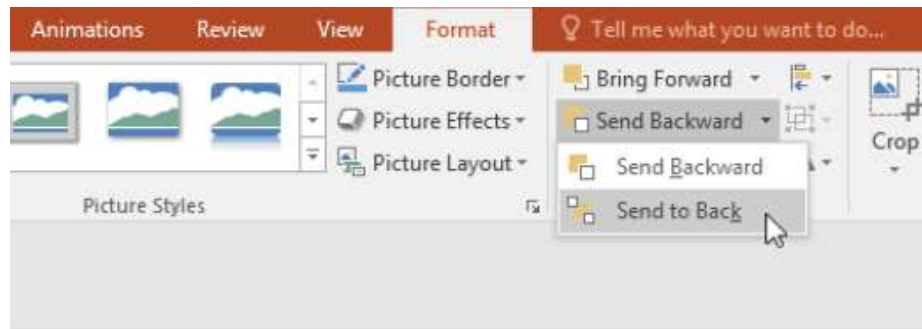 Animations Review View Format Tell me what you want to do...
Picture Border
Picture Effects
Picture Layout
Picture Styles
Bring Forward
Send Backward
Send Backward
Send to Back
Crop